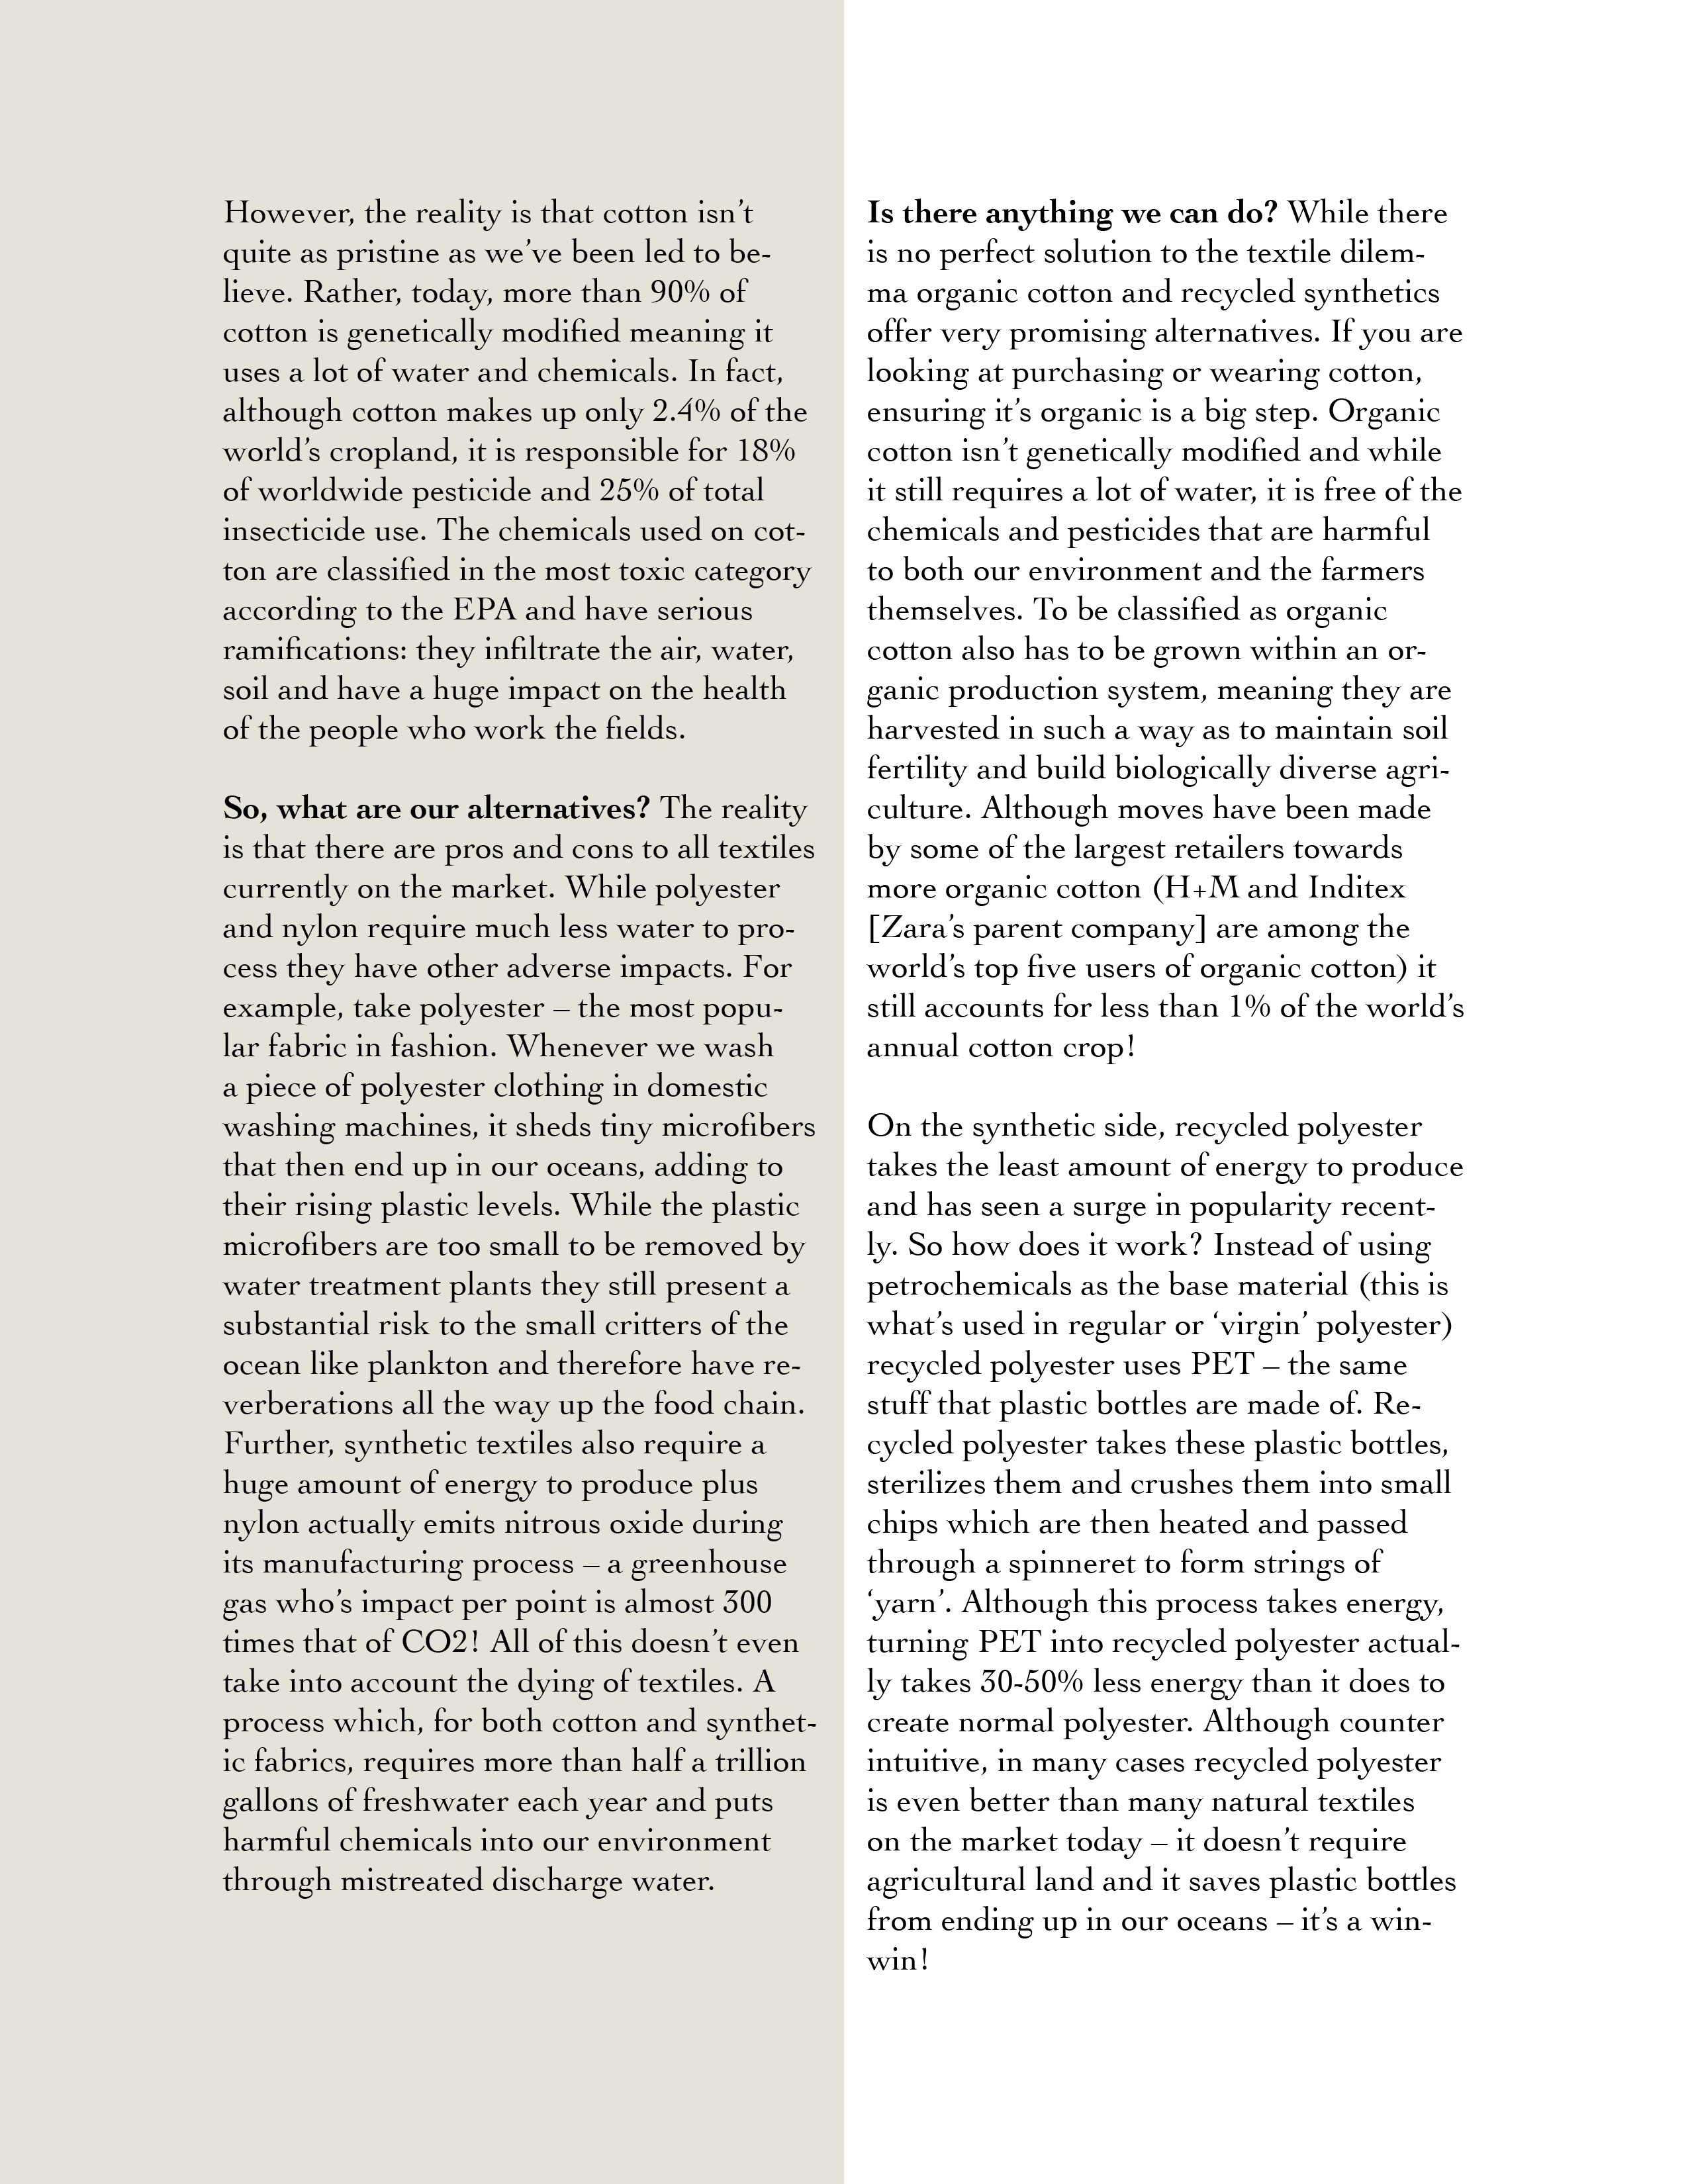 However, the reality is that cotton isn’t
quite as pristine as we’ve been led to be-
lieve. Rather, today, more than 90% of
cotton is genetically modified meaning it
uses a lot of water and chemicals. In fact,
although cotton makes up only 2.4% of the
world’s cropland, it is responsible for 18%
of worldwide pesticide and 25% of total
insecticide use. The chemicals used on cot-
ton are classified in the most toxic category
according to the EPA and have serious
ramifications: they infiltrate the air, water,
soil and have a huge impact on the health
of the people who work the fields.
So, what are our alternatives? The reality
is that there are pros and cons to all textiles
currently on the market. While polyester
and nylon require much less water to pro-
cess they have other adverse impacts. For
example, take polyester – the most popu-
lar fabric in fashion. Whenever we wash
a piece of polyester clothing in domestic
washing machines, it sheds tiny microfibers
that then end up in our oceans, adding to
their rising plastic levels. While the plastic
microfibers are too small to be removed by
water treatment plants they still present a
substantial risk to the small critters of the
ocean like plankton and therefore have re-
verberations all the way up the food chain.
Further, synthetic textiles also require a
huge amount of energy to produce plus
nylon actually emits nitrous oxide during
its manufacturing process – a greenhouse
gas who’s impact per point is almost 300
times that of CO2! All of this doesn’t even
take into account the dying of textiles. A
process which, for both cotton and synthet-
ic fabrics, requires more than half a trillion
gallons of freshwater each year and puts
harmful chemicals into our environment
through mistreated discharge water.
Is there anything we can do? While there
is no perfect solution to the textile dilem-
ma organic cotton and recycled synthetics
offer very promising alternatives. If you are
looking at purchasing or wearing cotton,
ensuring it’s organic is a big step. Organic
cotton isn’t genetically modified and while
it still requires a lot of water, it is free of the
chemicals and pesticides that are harmful
to both our environment and the farmers
themselves. To be classified as organic
cotton also has to be grown within an or-
ganic production system, meaning they are
harvested in such a way as to maintain soil
fertility and build biologically diverse agri-
culture. Although moves have been made
by some of the largest retailers towards
more organic cotton (H+M and Inditex
[Zara’s parent company] are among the
world’s top five users of organic cotton) it
still accounts for less than 1% of the world’s
annual cotton crop!
On the synthetic side, recycled polyester
takes the least amount of energy to produce
and has seen a surge in popularity recent-
ly. So how does it work? Instead of using
petrochemicals as the base material (this is
what’s used in regular or ‘virgin’ polyester)
recycled polyester uses PET – the same
stuff that plastic bottles are made of. Re-
cycled polyester takes these plastic bottles,
sterilizes them and crushes them into small
chips which are then heated and passed
through a spinneret to form strings of
‘yarn’. Although this process takes energy,
turning PET into recycled polyester actual-
ly takes 30-50% less energy than it does to
create normal polyester. Although counter
intuitive, in many cases recycled polyester
is even better than many natural textiles
on the market today – it doesn’t require
agricultural land and it saves plastic bottles
from ending up in our oceans – it’s a win-
win!